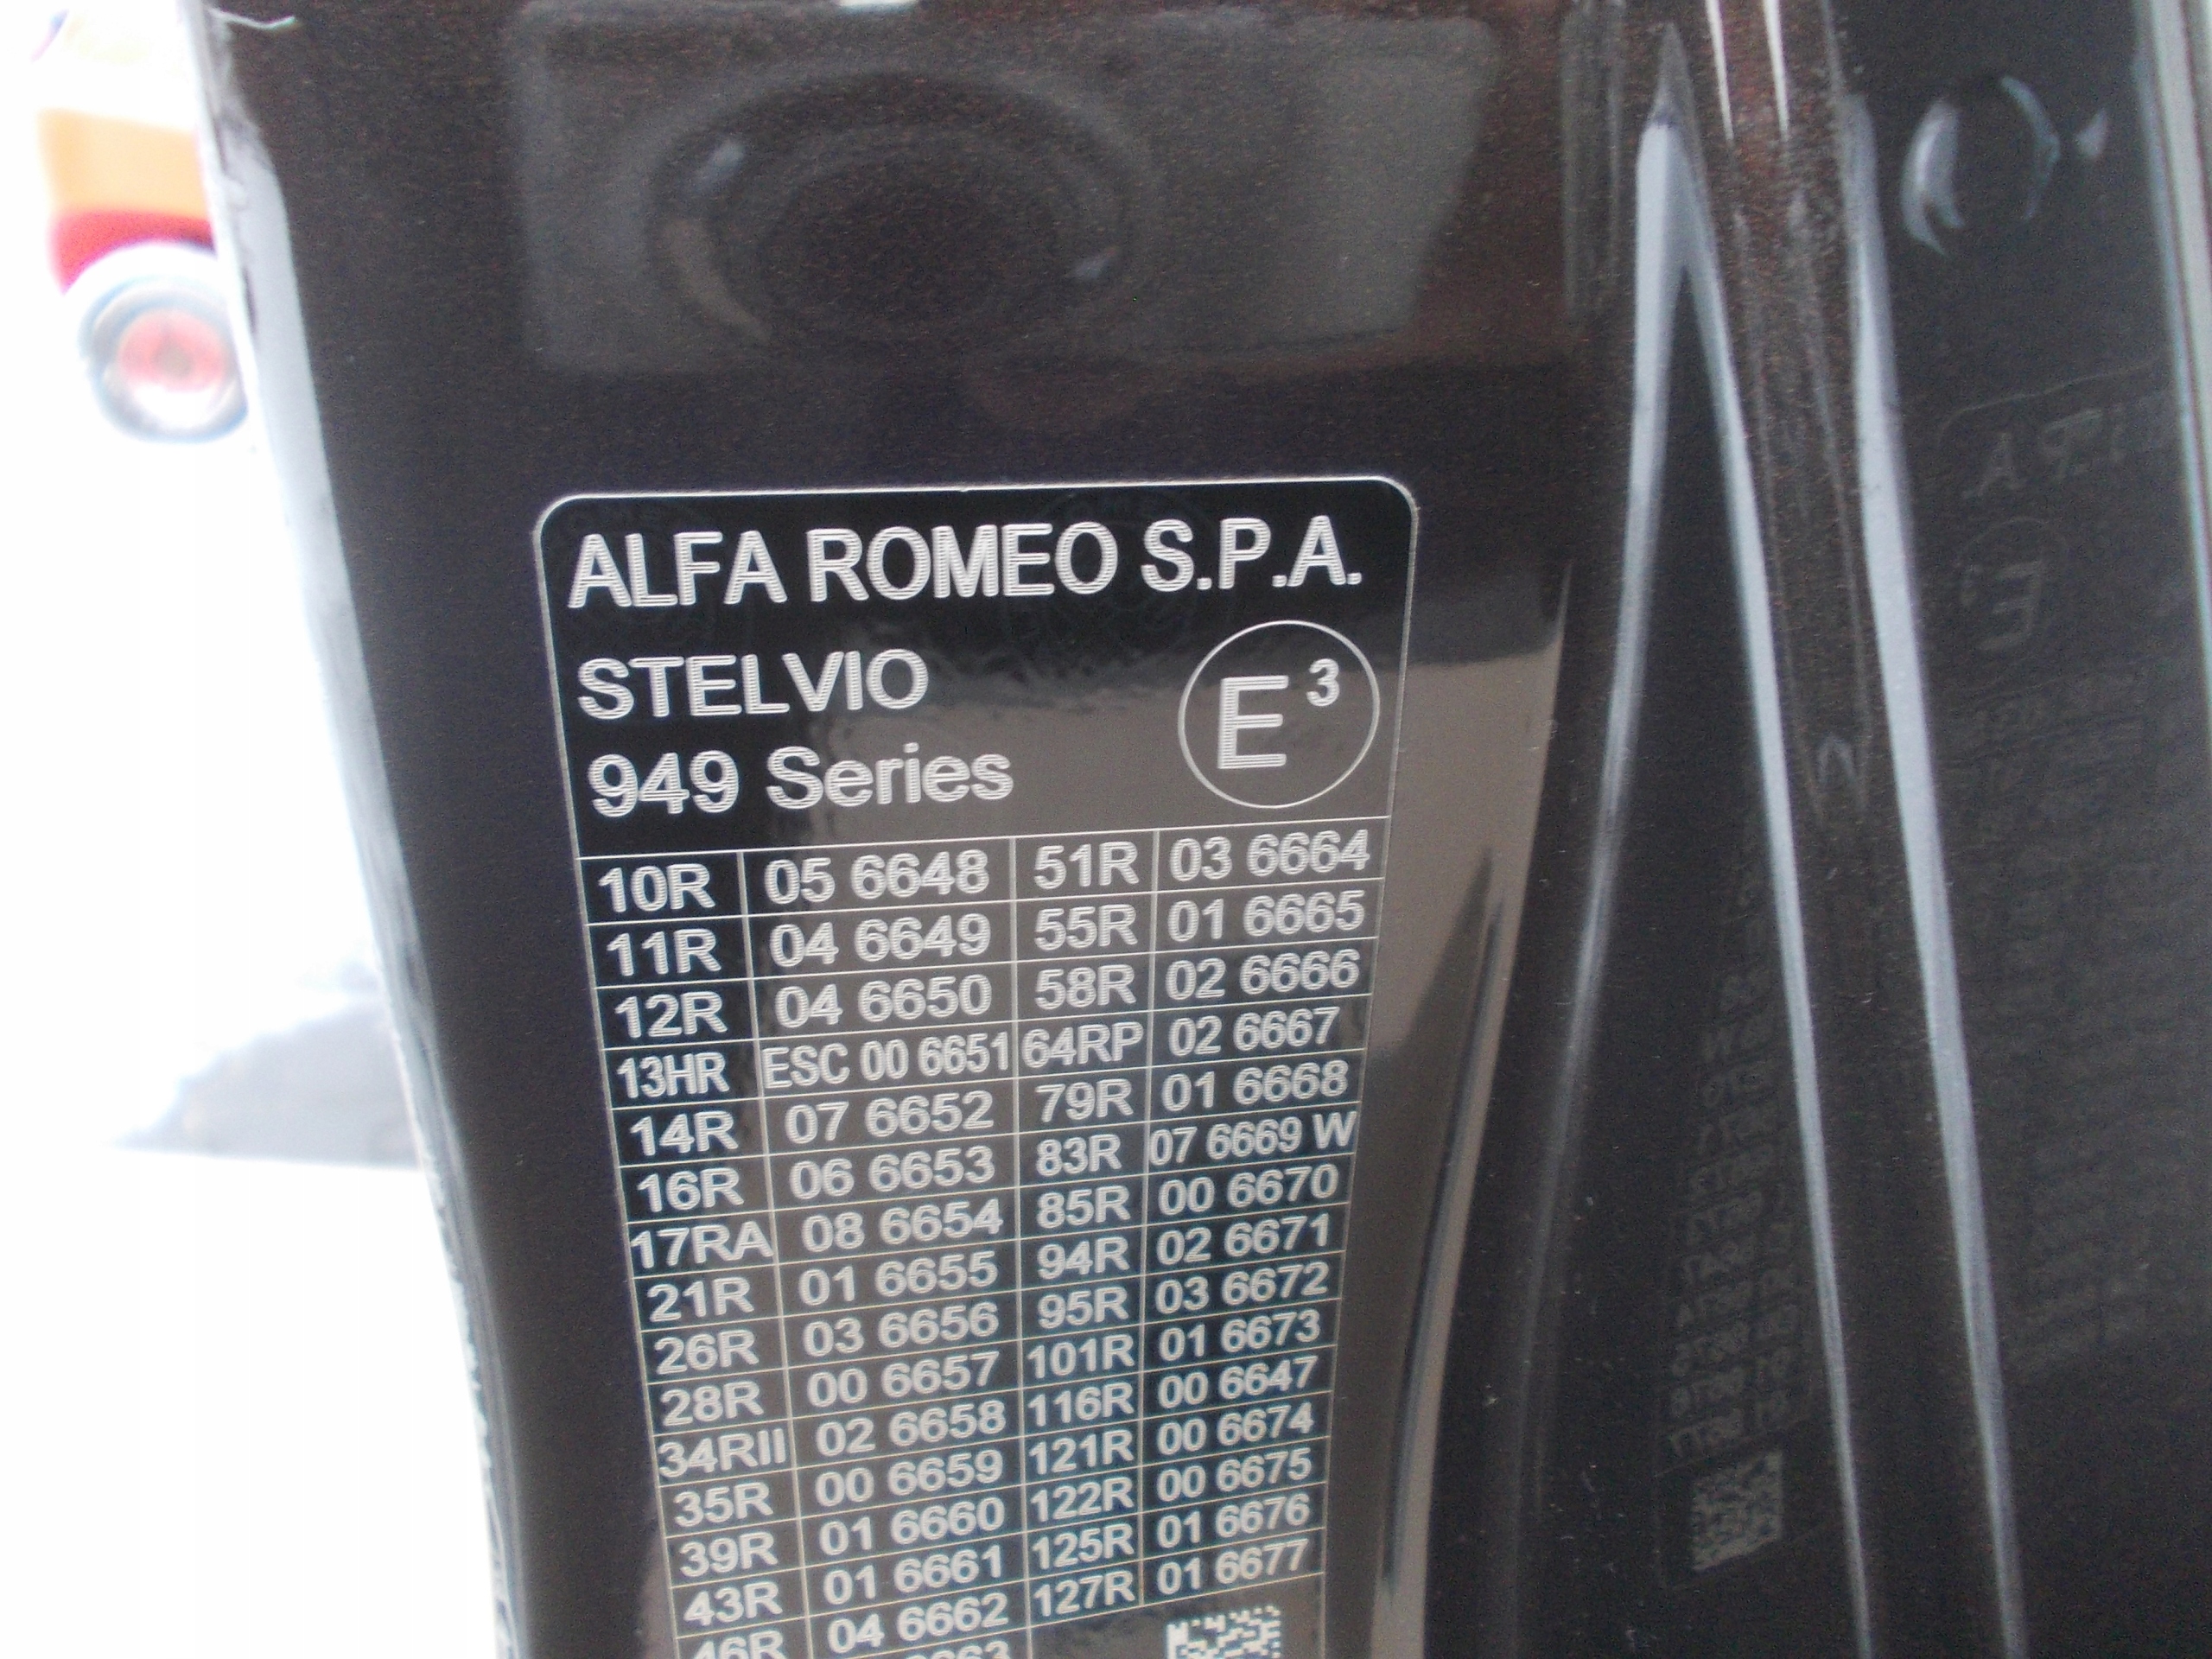 ALFA ROMEO S.P.A.
STELVIO
949 Series
E 3
10R 05 6648 51R 03 6664
11R 04 6649 55R 01 6665
12R 04 6650 58R 02 6666
13HR ESC 00 6651 64RP 02 6667
14R 07 6652 79R 01 6668
16R 06 6653 83R 07 6669 W
17RA 08 6654 85R 00 6670
21R 01 6655 94R 02 6671
26R 03 6656 95R 03 6672
28R 00 6657 101R 01 6673
34RII 02 6658 116R 00 6647
35R 00 6659 121R 00 6674
39R 01 6660 122R 00 6675
43R 01 6661 125R 01 6676
46R 04 6662 127R 01 6677